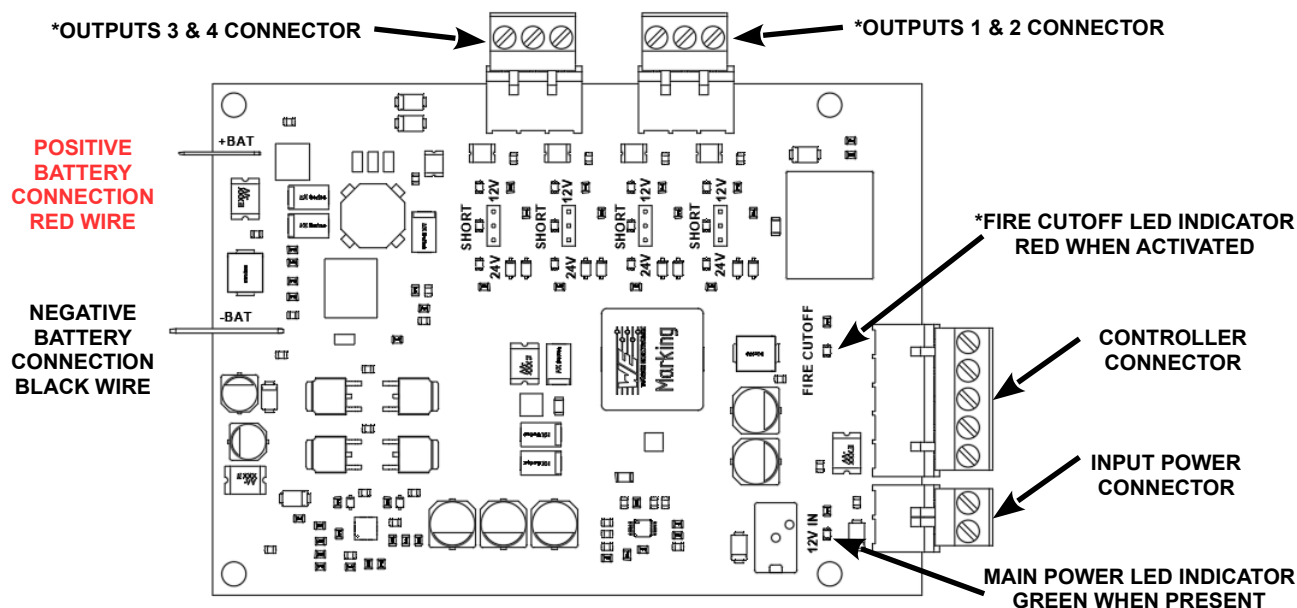 *OUTPUTS 3 & 4 CONNECTOR
*OUTPUTS 1 & 2 CONNECTOR
+BAT
POSITIVE
BATTERY
CONNECTION
RED WIRE
SHORT
12V
24V
SHORT
12V
24V
SHORT
12V
24V
SHORT
12V
24V
*FIRE CUTOFF LED INDICATOR
RED WHEN ACTIVATED
-BAT
NEGATIVE
BATTERY
CONNECTION
BLACK WIRE
FIRE CUTOFF
Marking
CONTROLLER
CONNECTOR
INPUT POWER
CONNECTOR
12V IN
MAIN POWER LED INDICATOR
GREEN WHEN PRESENT